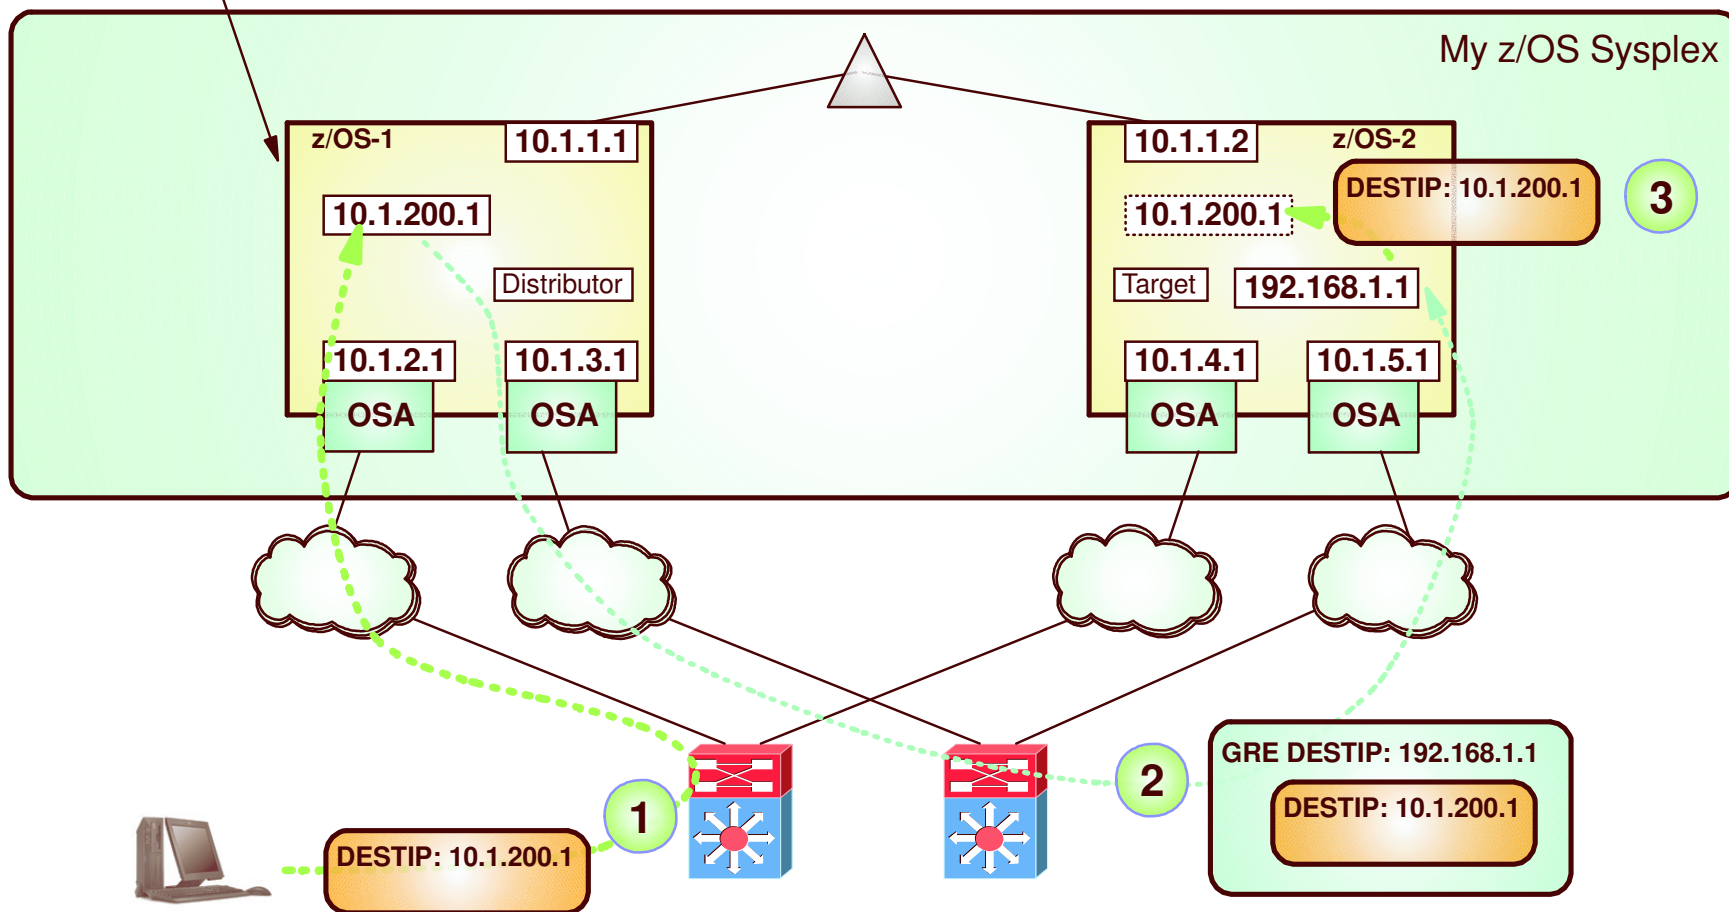 My z/OS Sysplex
z/OS-1
10.1.1.1
10.1.1.2
z/OS-2
DESTIP: 10.1.200.1
3
10.1.200.1
10.1.200.1
Distributor
Target
192.168.1.1
10.1.2.1
10.1.3.1
10.1.4.1
10.1.5.1
OSA
OSA
OSA
OSA
GRE DESTIP: 192.168.1.1
2
1
DESTIP: 10.1.200.1
DESTIP: 10.1.200.1